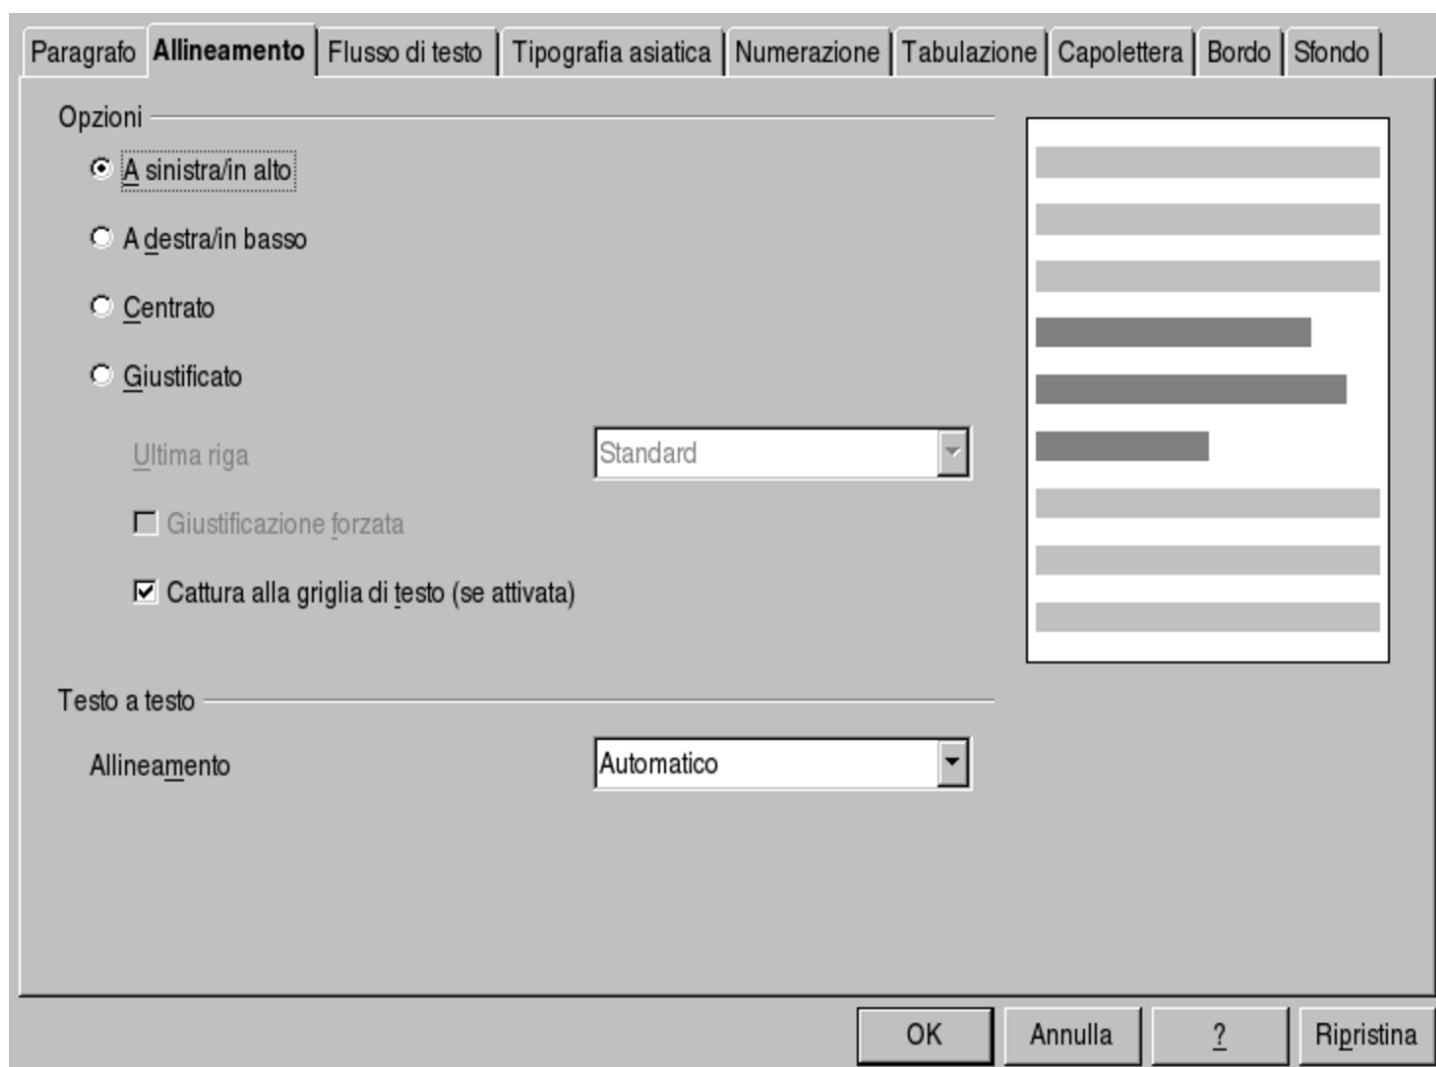 Paragrafo Allineamento Flusso di testo Tipografia asiatica Numerazione Tabulazione Capolettera Bordo Sfondo
Opzioni
A sinistra/in alto
A destra/in basso
Centrato
Giustificato
Ultima riga Standard
Giustificazione forzata
Cattura alla griglia di testo (se attivata)
Testo a testo
Allineamento Automatico
OK Annulla ? Ripristina